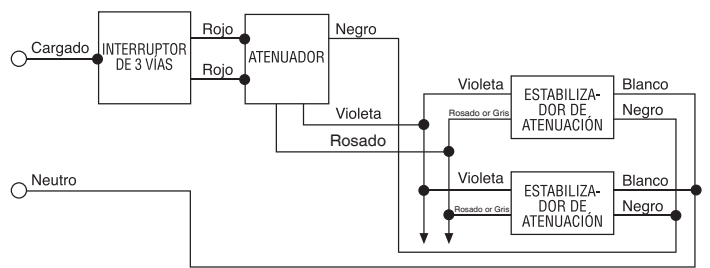 Cargado
INTERRUPTOR
DE 3 VÍAS
Rojo
Rojo
ATENUADOR
Negro
Violeta
Rosado
Violeta
Rosado or Gris
ESTABILIZA-
DOR DE
ATENUACIÓN
Blanco
Negro
Neutro
Violeta
Rosado or Gris
ESTABILIZA-
DOR DE
ATENUACIÓN
Blanco
Negro